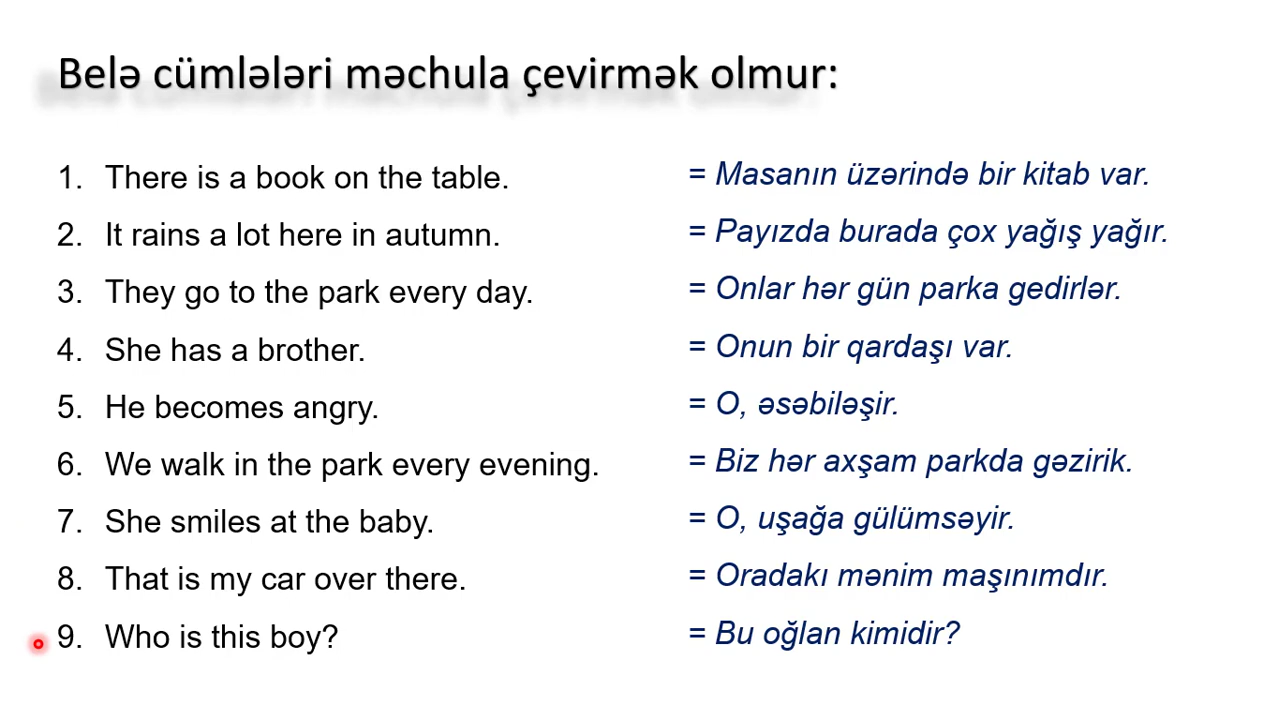 Belə cümlələri məchula çevirmək olmur:
1. There is a book on the table. = Masanın üzərində bir kitab var.
2. It rains a lot here in autumn. = Payızda burada çox yağış yağır.
3. They go to the park every day. = Onlar hər gün parka gedirlər.
4. She has a brother. = Onun bir qardaşı var.
5. He becomes angry. = O, əsəbiləşir.
6. We walk in the park every evening. = Biz hər axşam parkda gəzirik.
7. She smiles at the baby. = O, uşağa gülümsəyir.
8. That is my car over there. = Oradakı mənim maşınımdır.
9. Who is this boy? = Bu oğlan kimidir?